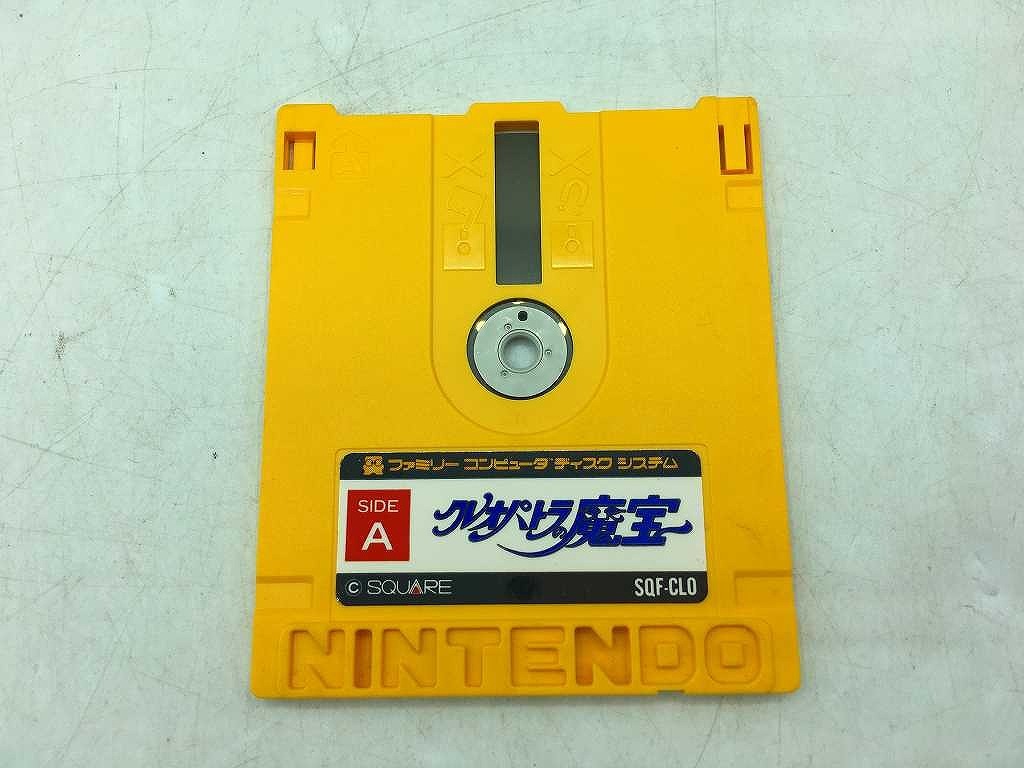 ファミリー コンピュータ ディスク システム
SIDE
A
クレオパトラの魔宝
© SQUARE
SQF-CLO
NINTENDO